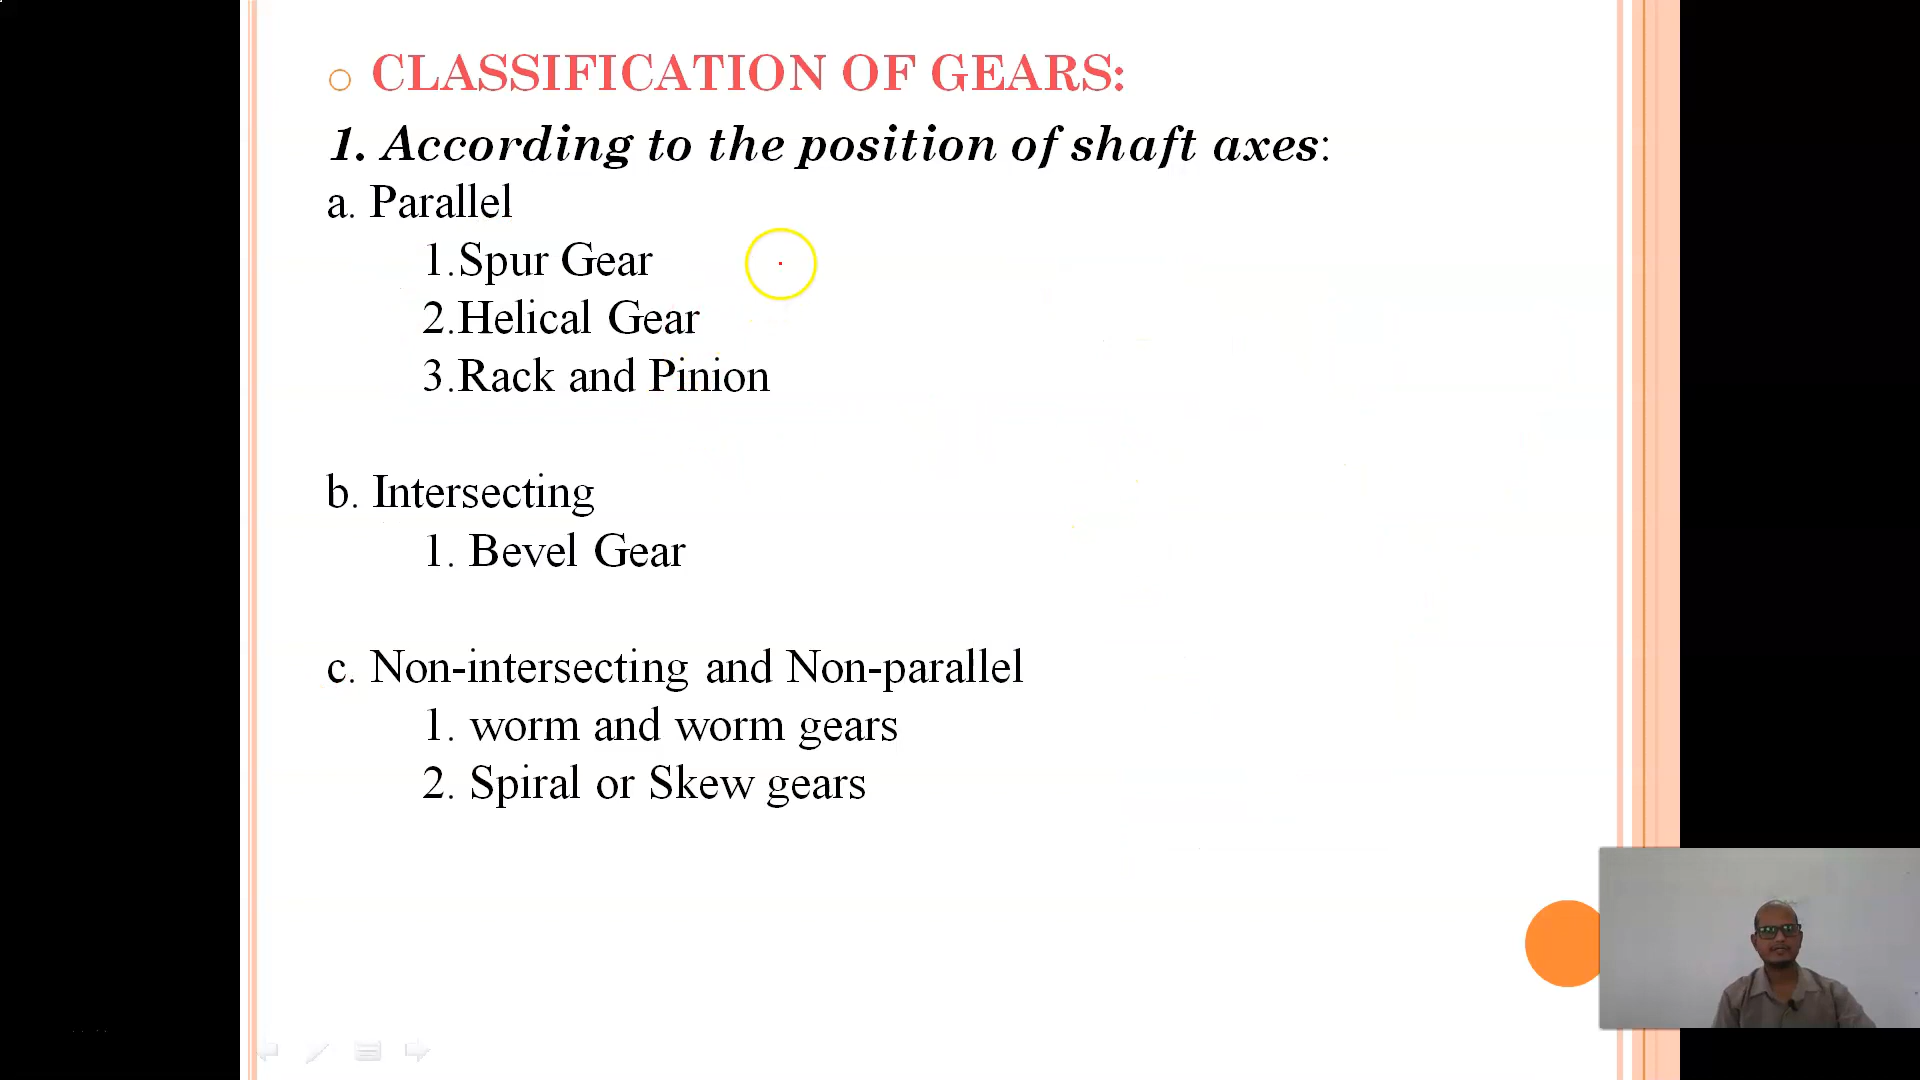 CLASSIFICATION OF GEARS:
1. According to the position of shaft axes:
a. Parallel
1.Spur Gear
2.Helical Gear
3.Rack and Pinion
b. Intersecting
1. Bevel Gear
c. Non-intersecting and Non-parallel
1. worm and worm gears
2. Spiral or Skew gears